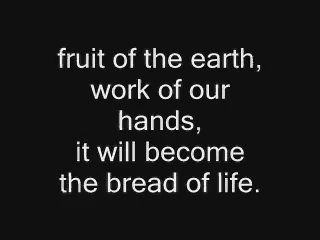 fruit of the earth,
work of our
hands,
it will become
the bread of life.